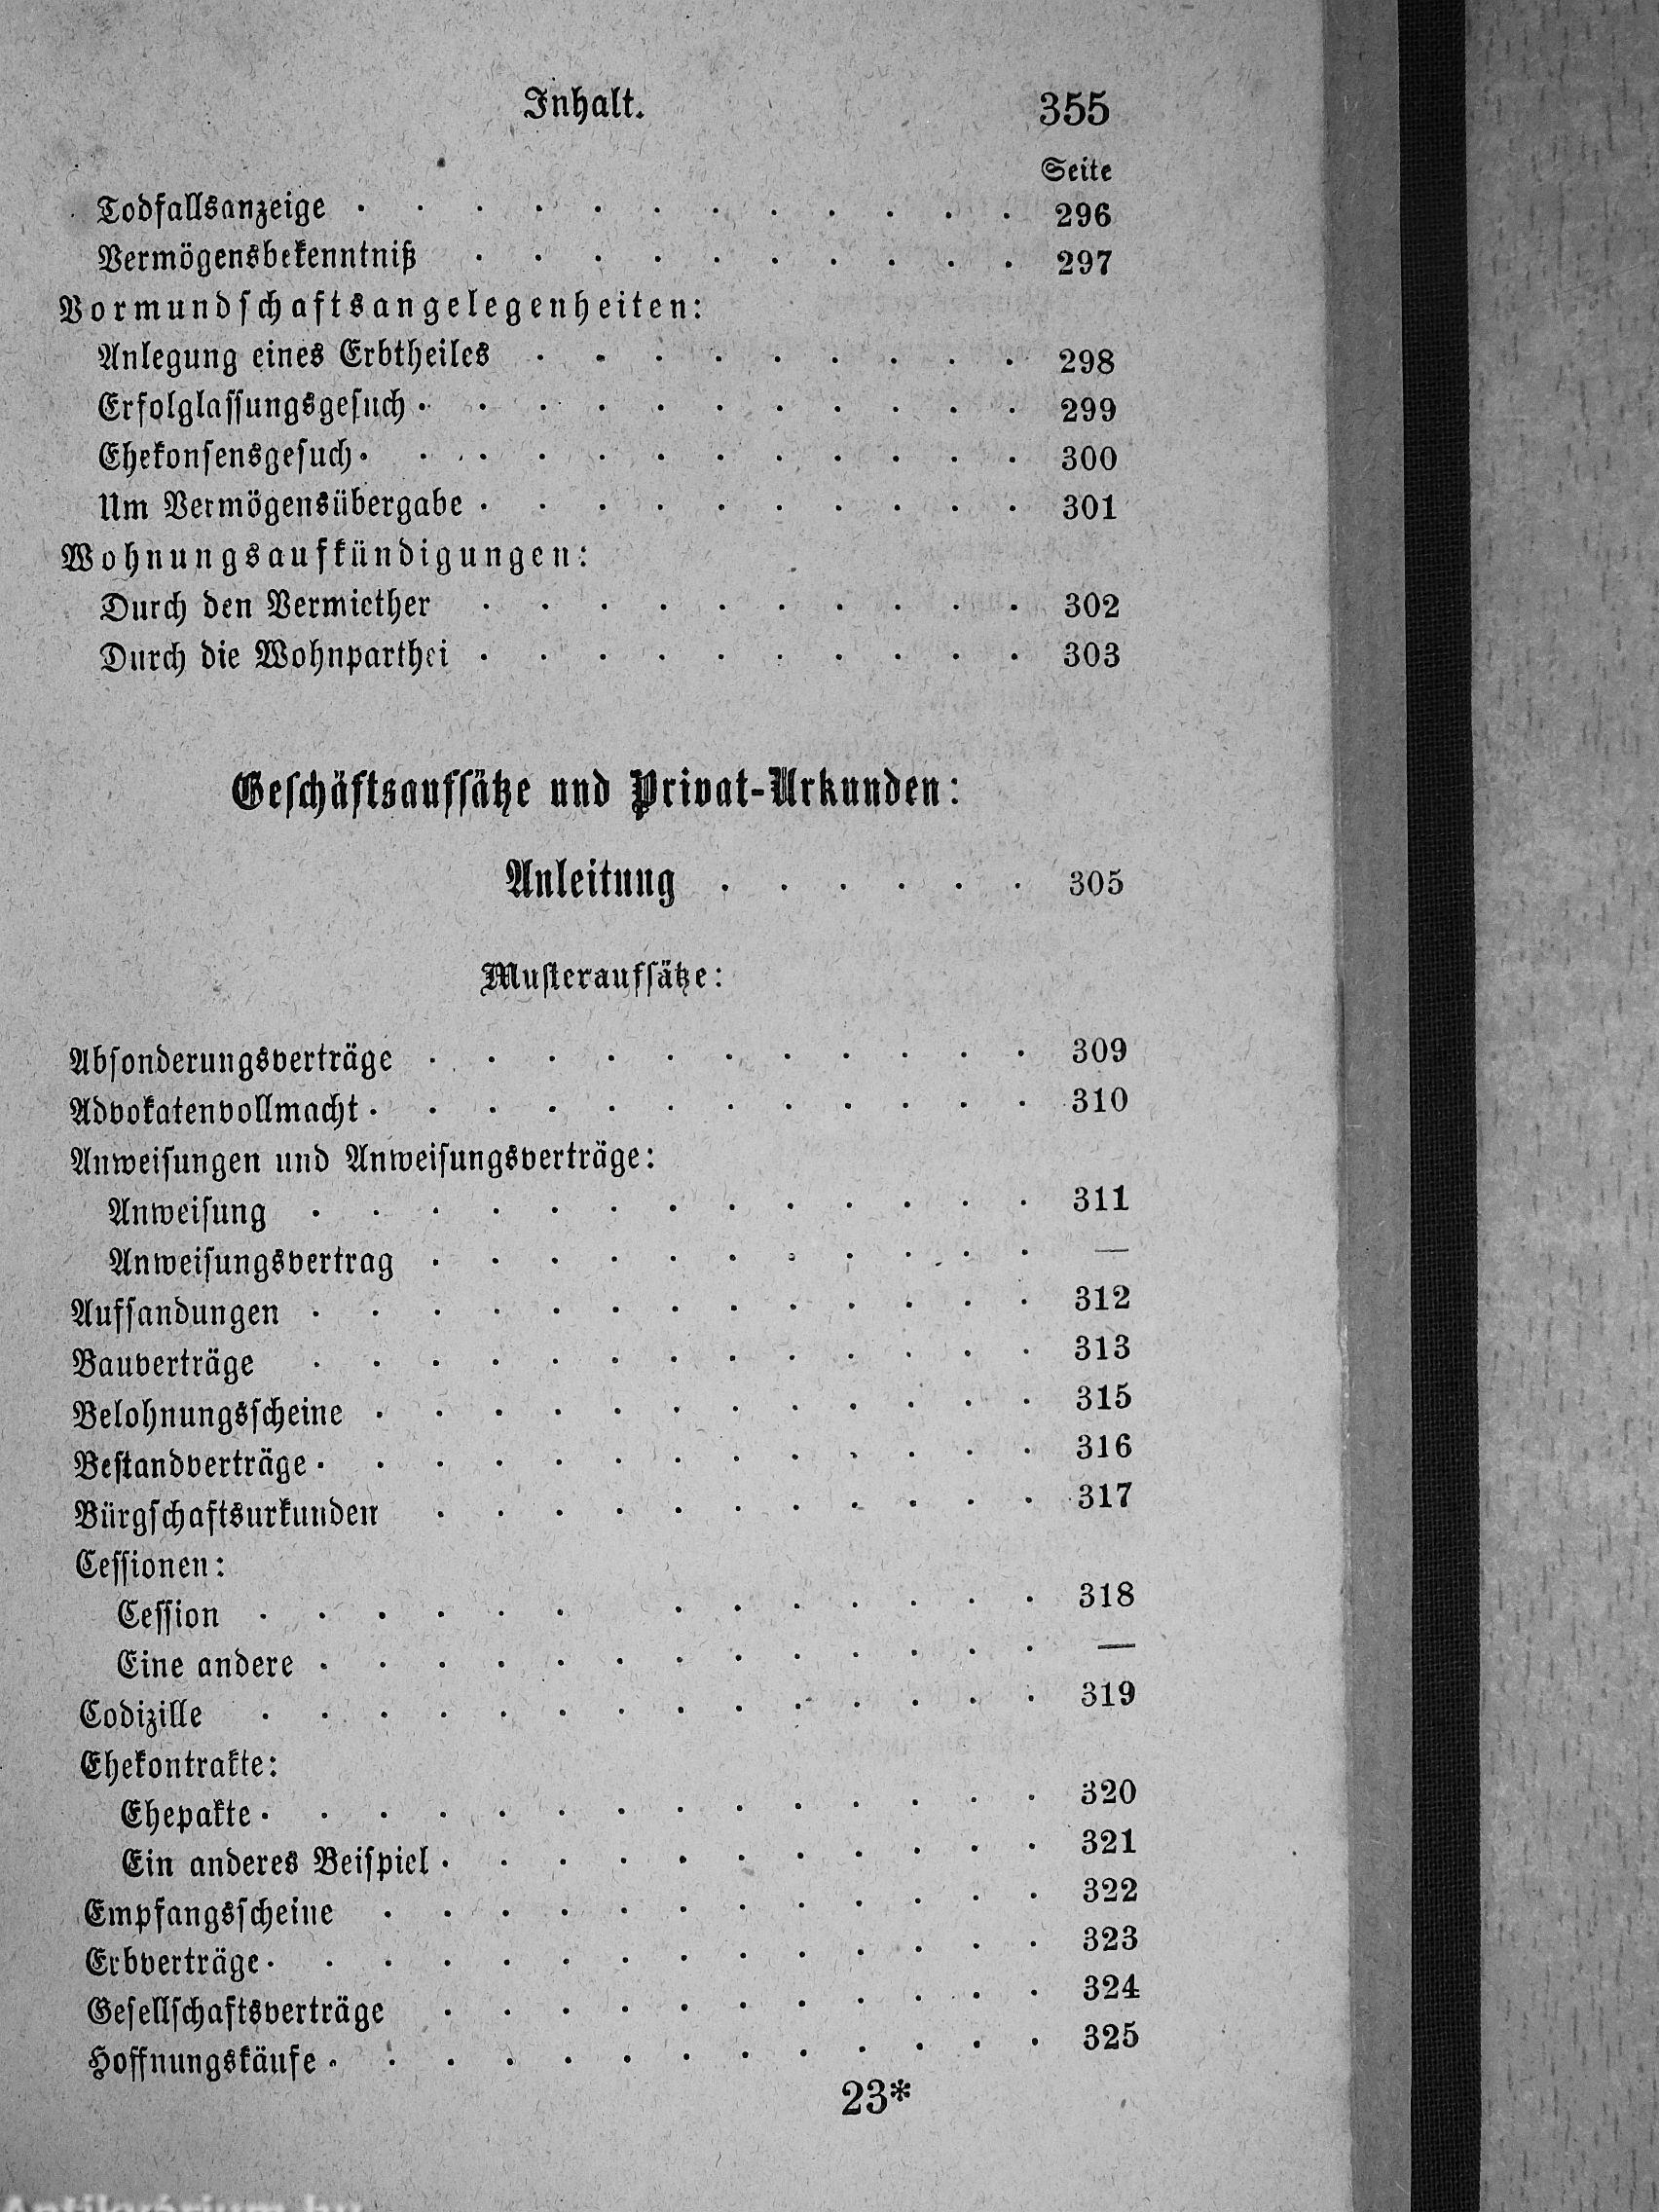 Inhalt. 355
Seite
Todfallsanzeige . . . . . . . . . . . . 296
Vermögensbekenntniß . . . . . . . . . . 297
Vormundschaftsangelegenheiten:
Anlegung eines Erbtheiles . . . . . . . . . 298
Erfolglassungsgesuch . . . . . . . . . . . 299
Ehekonsensgesuch . . . . . . . . . . . . 300
Um Vermögensübergabe . . . . . . . . . . 301
Wohnungsaufkündigungen:
Durch den Vermiether . . . . . . . . . . 302
Durch die Wohnparthei . . . . . . . . . . 303
Geschäftsaufsätze und Privat-Urkunden:
Anleitung . . . . . . 305
Musteraufsätze:
Absonderungsverträge . . . . . . . . . . . 309
Advokatenvollmacht . . . . . . . . . . . . 310
Anweisungen und Anweisungsverträge:
Anweisung . . . . . . . . . . . . . 311
Anweisungsvertrag . . . . . . . . . . . —
Aufsandungen . . . . . . . . . . . . . 312
Bauverträge . . . . . . . . . . . . . 313
Belohnungsscheine . . . . . . . . . . . . 315
Bestandverträge . . . . . . . . . . . . . 316
Bürgschaftsurkunden . . . . . . . . . . . 317
Cessionen:
Cession . . . . . . . . . . . . . 318
Eine andere . . . . . . . . . . . . . —
Codizille . . . . . . . . . . . . . . 319
Ehekontrakte:
Ehepakte . . . . . . . . . . . . . . 320
Ein anderes Beispiel . . . . . . . . . . . 321
Empfangsscheine . . . . . . . . . . . . 322
Erbverträge . . . . . . . . . . . . . . 323
Gesellschaftsverträge . . . . . . . . . . . 324
Hoffnungskäufe . . . . . . . . . . . . . 325
23*
Antikvárium.hu